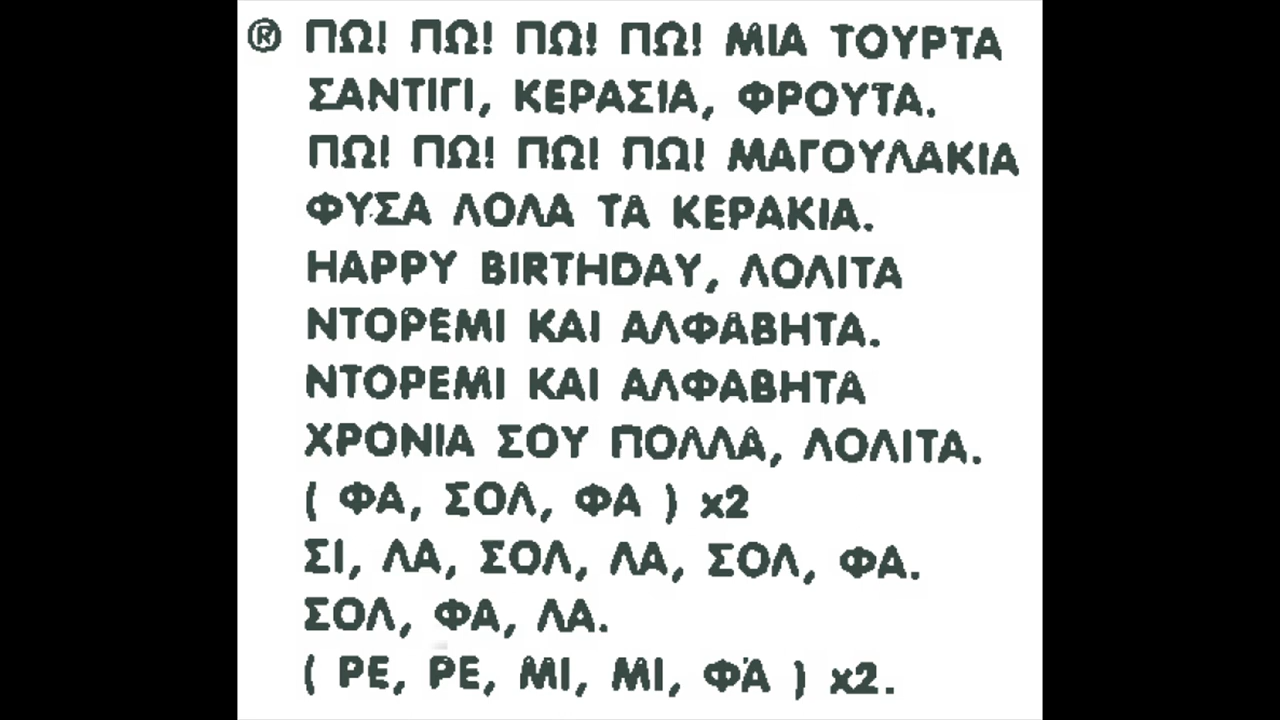 ® ΠΩ! ΠΩ! ΠΩ! ΠΩ! ΜΙΑ ΤΟΥΡΤΑ
ΣΑΝΤΙΓΙ, ΚΕΡΑΣΙΑ, ΦΡΟΥΤΑ.
ΠΩ! ΠΩ! ΠΩ! ΠΩ! ΜΑΓΟΥΛΑΚΙΑ
ΦΥΣΑ ΛΟΛΑ ΤΑ ΚΕΡΑΚΙΑ.
HAPPY BIRTHDAY, ΛΟΛΙΤΑ
ΝΤΟΡΕΜΙ ΚΑΙ ΑΛΦΑΒΗΤΑ.
ΝΤΟΡΕΜΙ ΚΑΙ ΑΛΦΑΒΗΤΑ
ΧΡΟΝΙΑ ΣΟΥ ΠΟΛΛΑ, ΛΟΛΙΤΑ.
( ΦΑ, ΣΟΛ, ΦΑ ) x2
ΣΙ, ΛΑ, ΣΟΛ, ΛΑ, ΣΟΛ, ΦΑ.
ΣΟΛ, ΦΑ, ΛΑ.
( ΡΕ, ΡΕ, ΜΙ, ΜΙ, ΦΑ ) x2.